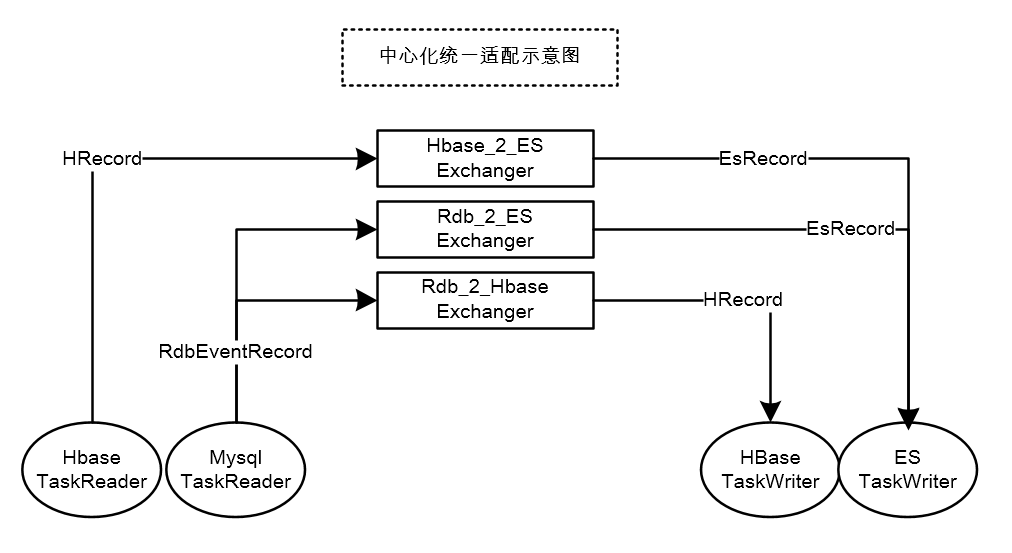 中心化统一适配示意图
Hbase_2_ES
Exchanger
HRecord
EsRecord
Rdb_2_ES
Exchanger
EsRecord
Rdb_2_Hbase
Exchanger
HRecord
RdbEventRecord
Hbase
TaskReader
Mysql
TaskReader
HBase
TaskWriter
ES
TaskWriter